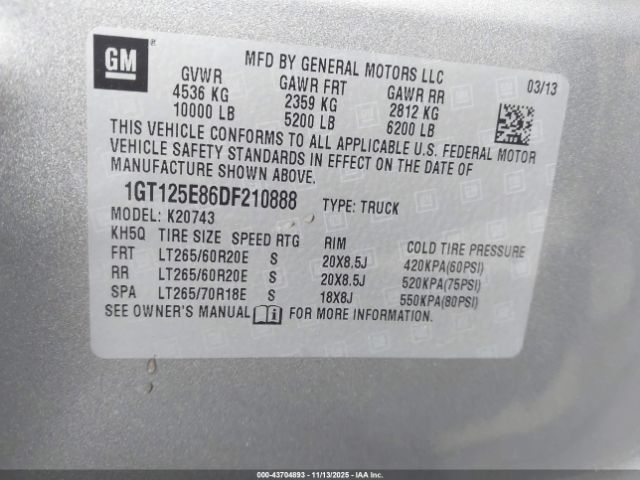 GM
®
MFD BY GENERAL MOTORS LLC
03/13
GVWR GAWR FRT GAWR RR
4536 KG 2359 KG 2812 KG
10000 LB 5200 LB 6200 LB
THIS VEHICLE CONFORMS TO ALL APPLICABLE U.S. FEDERAL MOTOR
VEHICLE SAFETY STANDARDS IN EFFECT ON THE DATE OF
MANUFACTURE SHOWN ABOVE.
1GT125E86DF210888 TYPE: TRUCK
MODEL: K20743
KH5Q TIRE SIZE SPEED RTG RIM COLD TIRE PRESSURE
FRT LT265/60R20E S 20X8.5J 420KPA(60PSI)
RR LT265/60R20E S 20X8.5J 520KPA(75PSI)
SPA LT265/70R18E S 18X8J 550KPA(80PSI)
SEE OWNER'S MANUAL i FOR MORE INFORMATION.
00-43704893 - 11/13/2025 - IAAI.COM